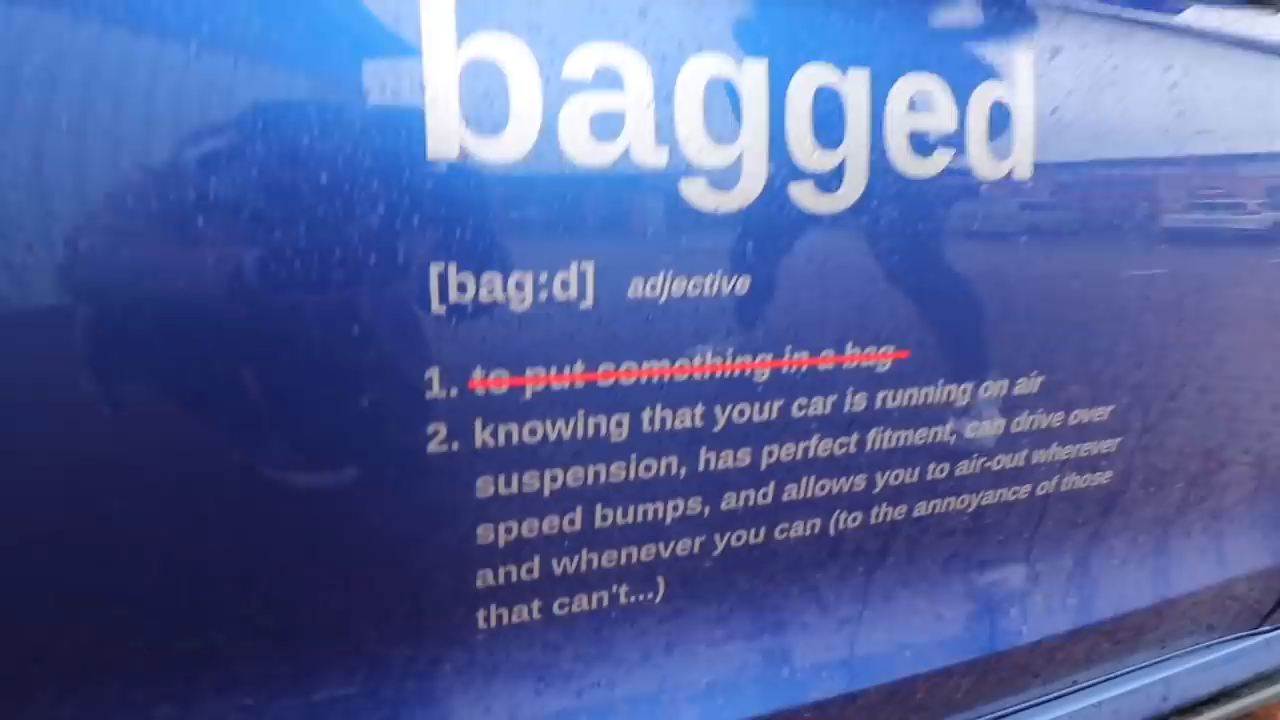 bagged
[bag:d] adjective
1. to put something in a bag
2. knowing that your car is running on air
suspension, has perfect fitment, can drive over
speed bumps, and allows you to air-out wherever
and whenever you can (to the annoyance of those
that can't...)